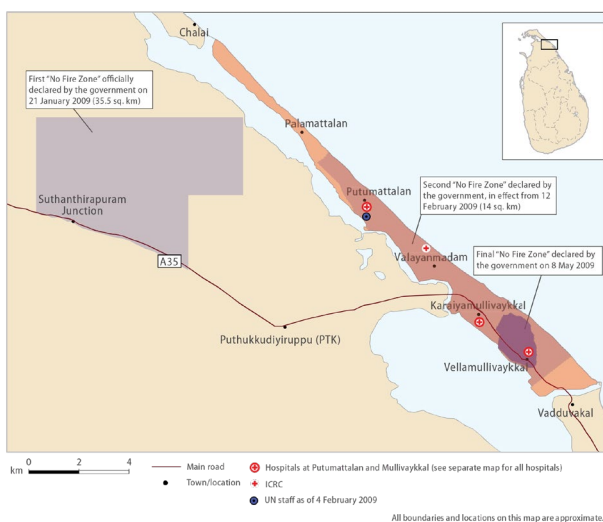 Chalai
First “No Fire Zone” officially
declared by the government on
21 January 2009 (35.5 sq. km)
Palamattalan
Suthanthirapuram
Junction
Putumattalan
Second “No Fire Zone” declared by
the government, in effect from 12
February 2009 (14 sq. km)
Valayanmadam
Final “No Fire Zone” declared by
the government on 8 May 2009
A35
Karaiyamullivaykkal
Puthukkudiyiruppu (PTK)
Vellamullivaykkal
Vadduvakal
0 2 4
km
Main road
Town/location
Hospitals at Putumattalan and Mullivaykkal (see separate map for all hospitals)
ICRC
UN staff as of 4 February 2009
All boundaries and locations on this map are approximate.